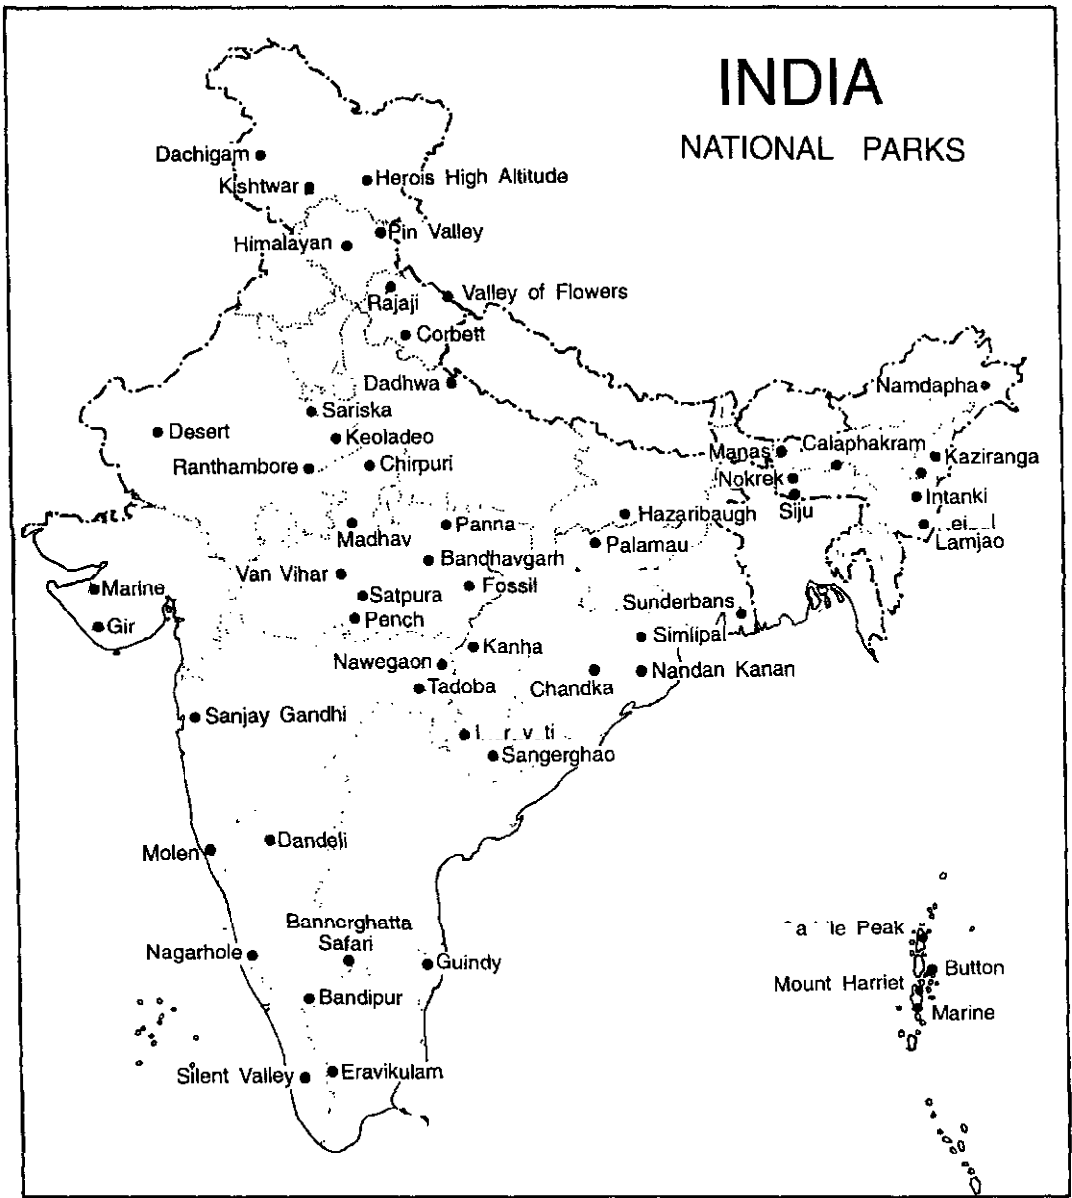 INDIA
NATIONAL PARKS
Dachigam
Kishtwar
Herois High Altitude
Pin Valley
Himalayan
Rajaji
Valley of Flowers
Corbett
Dadhwa
Namdapha
Sariska
Desert
Keoladeo
Calaphakram
Manas
Kaziranga
Ranthambore
Chirpuri
Nokrek
Siju
Intanki
Hazaribaugh
Panna
Madhav
Lamjao
Palamau
Bandhavgarh
Van Vihar
Fossil
Marine
Satpura
Sunderbans
Pench
Gir
Simlipal
Kanha
Nawegaon
Nandan Kanan
Tadoba
Chandka
Sanjay Gandhi
Sangerghao
Dandeli
Molen
Bannerghatta
Safari
Peak
Nagarhole
Guindy
Button
Mount Harriet
Bandipur
Marine
Silent Valley
Eravikulam